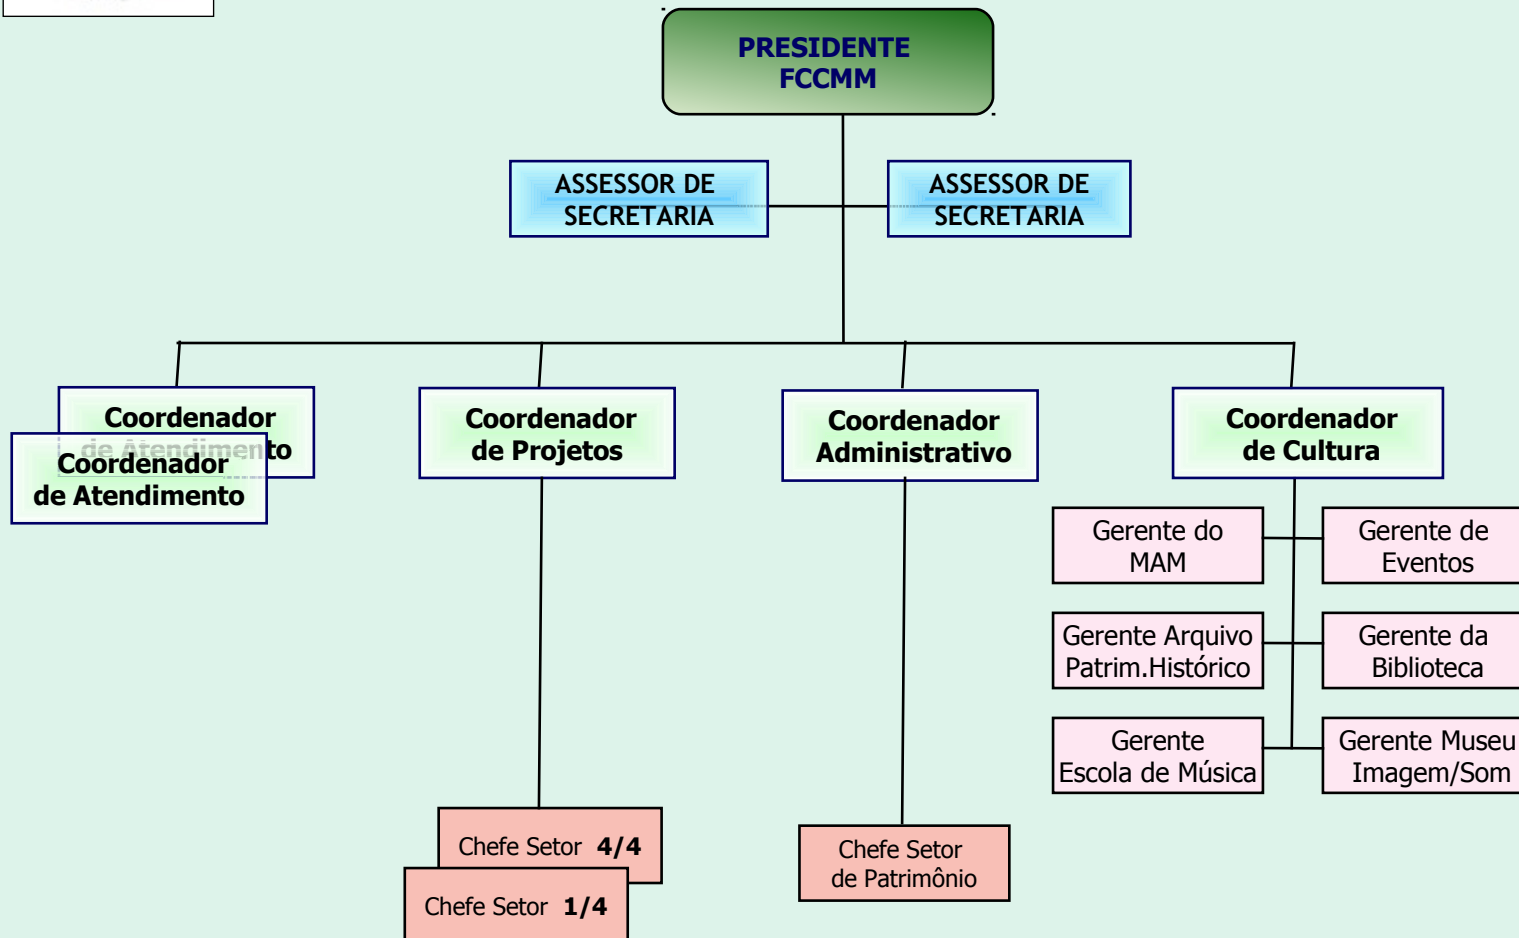 PRESIDENTE
FCCMM
ASSESSOR DE
SECRETARIA
ASSESSOR DE
SECRETARIA
Coordenador
de Atendimento
Coordenador
de Atendimento
Coordenador
de Projetos
Coordenador
Administrativo
Coordenador
de Cultura
Gerente do
MAM
Gerente de
Eventos
Gerente Arquivo
Patrim.Histórico
Gerente da
Biblioteca
Gerente
Escola de Música
Gerente Museu
Imagem/Som
Chefe Setor 4/4
Chefe Setor 1/4
Chefe Setor
de Patrimônio